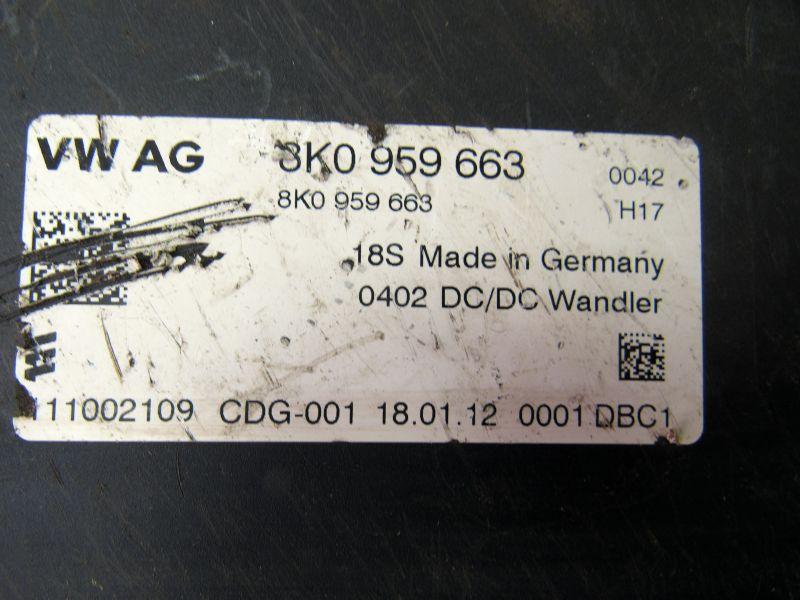 VW AG 8K0 959 663 0042
8K0 959 663 H17
18S Made in Germany
0402 DC/DC Wandler
111002109 CDG-001 18.01.12 0001 DBC1